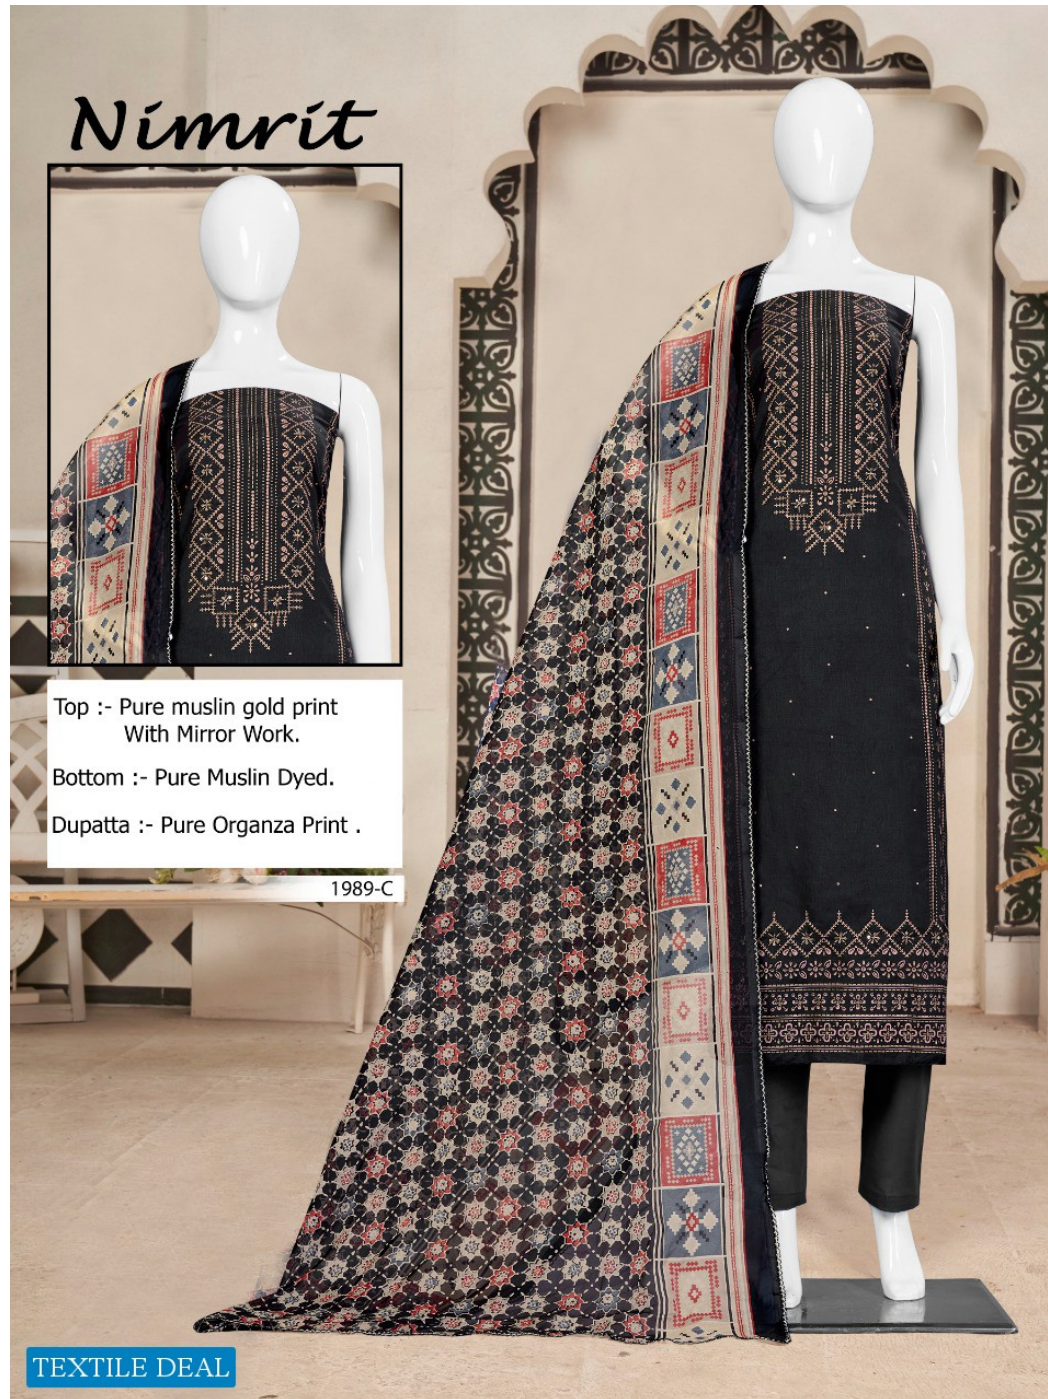 Nimrit
Top :- Pure muslin gold print
With Mirror Work.
Bottom :- Pure Muslin Dyed.
Dupatta :- Pure Organza Print .
1989-C
TEXTILE DEAL